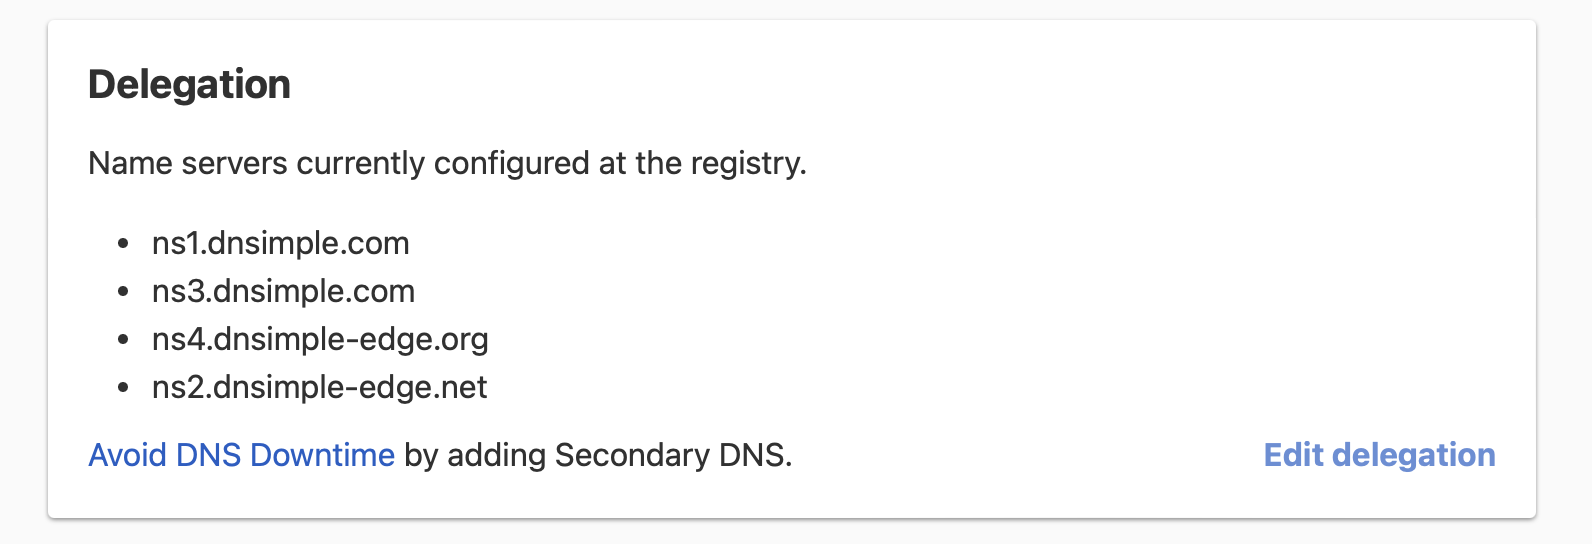 Delegation
Name servers currently configured at the registry.
• ns1.dnsimple.com
• ns3.dnsimple.com
• ns4.dnsimple-edge.org
• ns2.dnsimple-edge.net
Avoid DNS Downtime by adding Secondary DNS.
Edit delegation